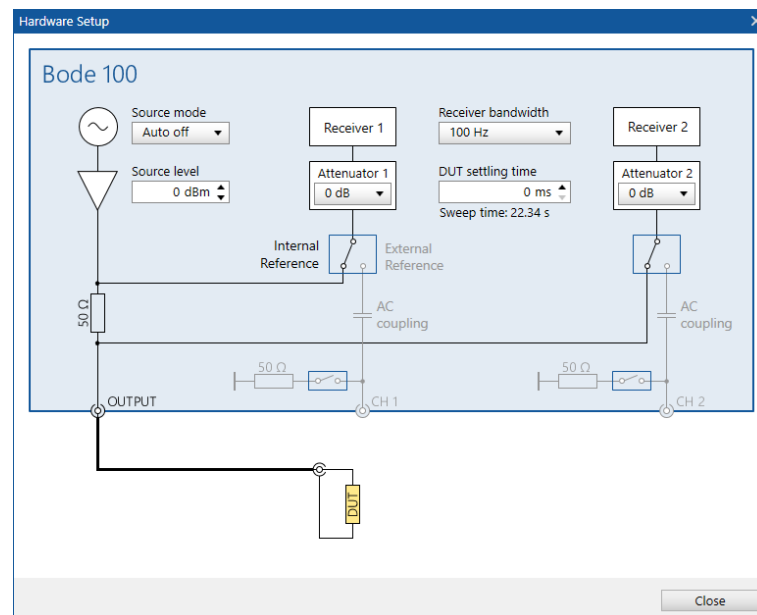 Hardware Setup
Bode 100
Source mode
Auto off
Receiver 1
Receiver bandwidth
100 Hz
Receiver 2
Source level
0 dBm
Attenuator 1
0 dB
DUT settling time
0 ms
Sweep time: 22.34 s
Attenuator 2
0 dB
Internal
Reference
External
Reference
50 Ω
AC
coupling
AC
coupling
50 Ω
50 Ω
OUTPUT
CH 1
CH 2
DUT
Close